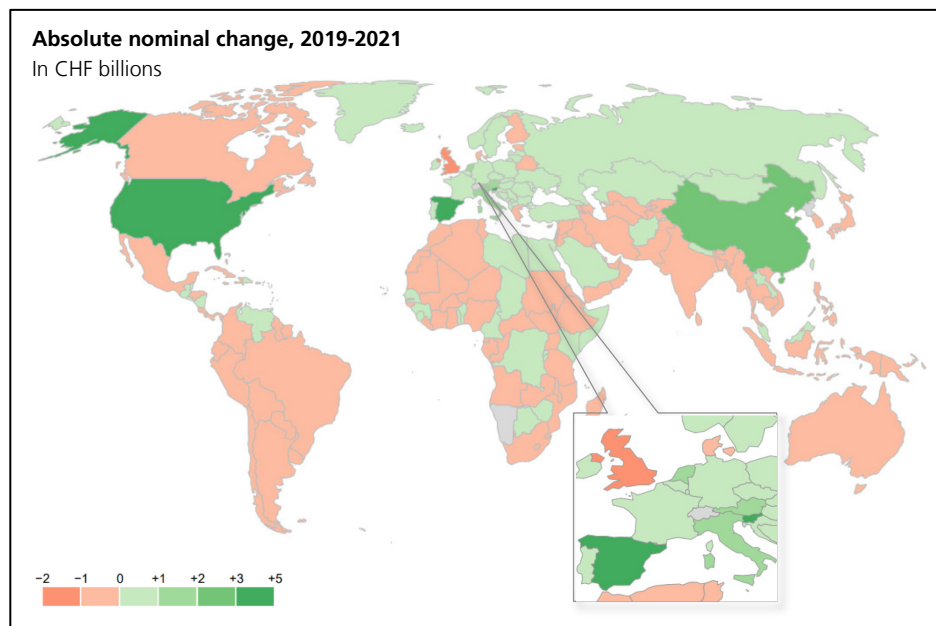 Absolute nominal change, 2019-2021
In CHF billions
−2 −1 0 +1 +2 +3 +5